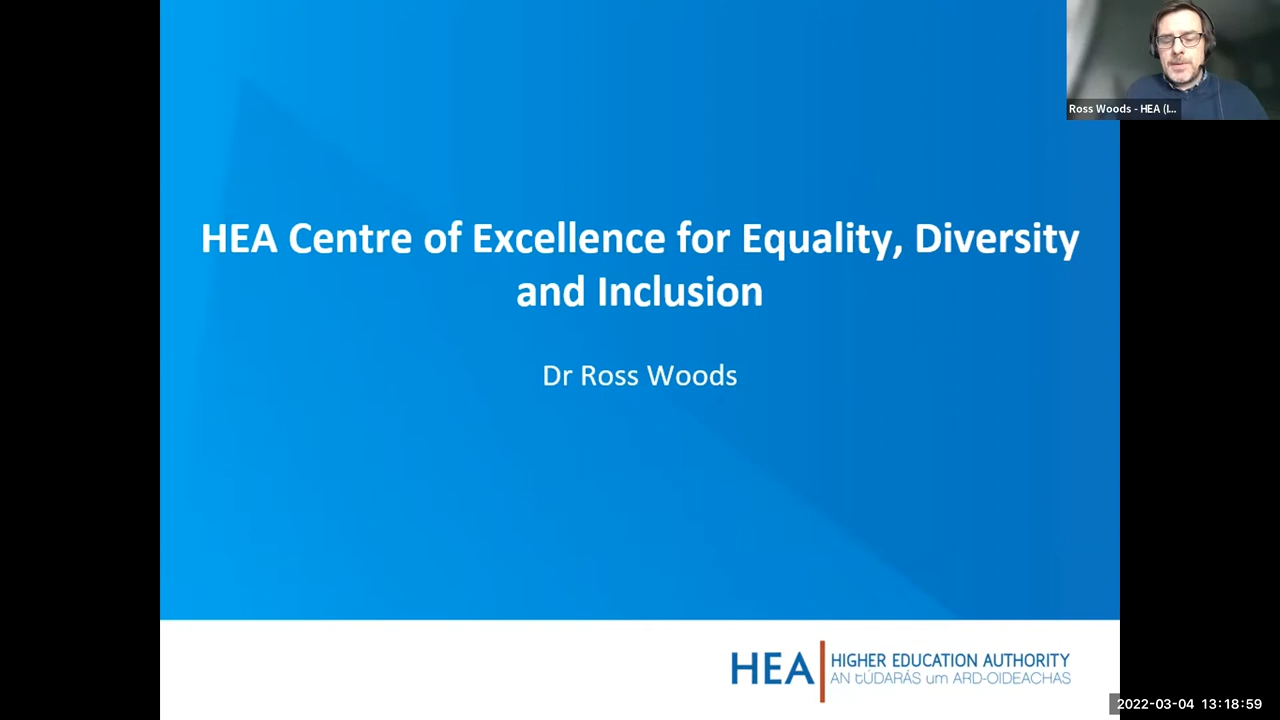 Ross Woods - HEA (I...
HEA Centre of Excellence for Equality, Diversity
and Inclusion
Dr Ross Woods
HEA
HIGHER EDUCATION AUTHORITY
AN tÚDARÁS um ARD-OIDEACHAS
2022-03-04 13:18:59